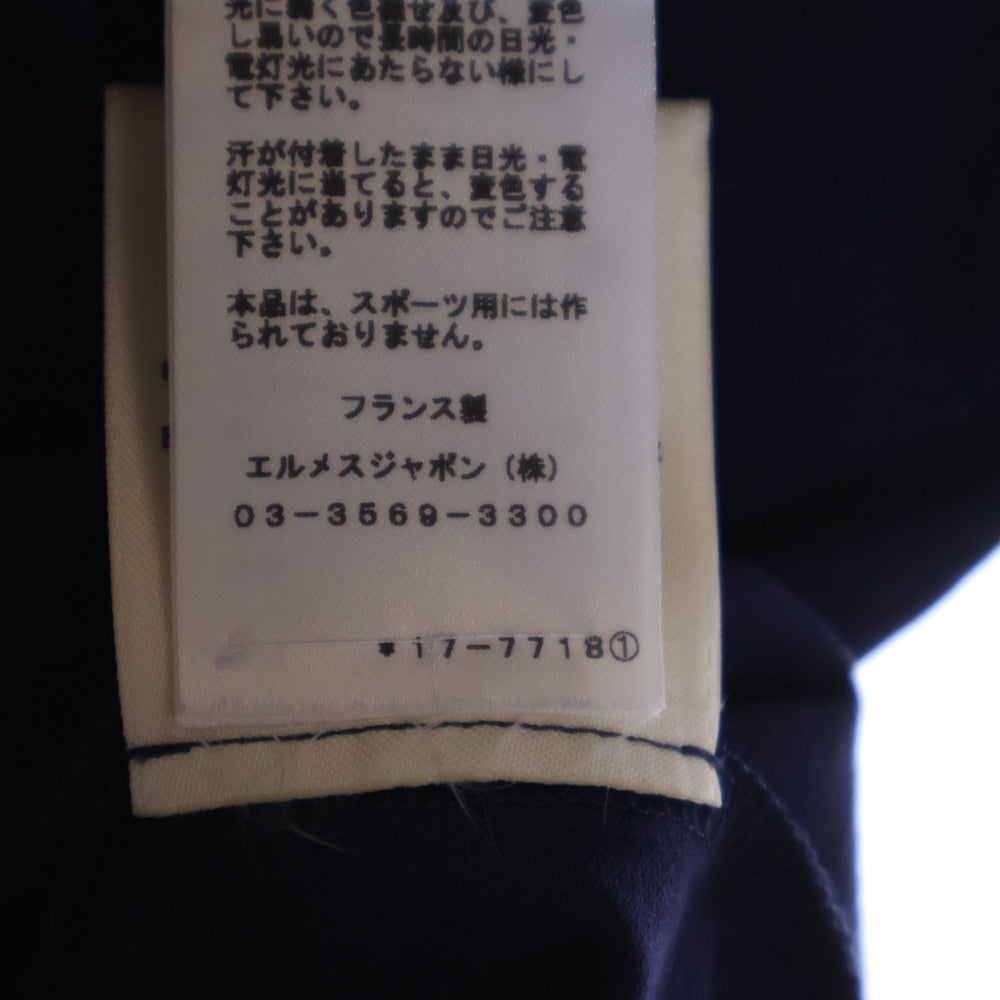 光に着く色褪せ及び、変色
し易いので長時間の日光・
電灯光にあたらない様にし
て下さい。
汗が付着したまま日光・電
灯光に当てると、変色する
ことがありますのでご注意
下さい。
本品は、スポーツ用には作
られておりません。
フランス製
エルメスジャポン（株）
03-3569-3300
*17-7718①